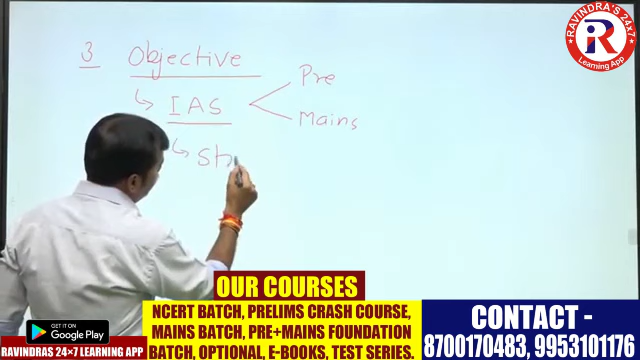 RAVINDRA'S 24x7
iR
Learning App
3 Objective
↳ IAS
Pre
Mains
↳ St
OUR COURSES
NCERT BATCH, PRELIMS CRASH COURSE,
MAINS BATCH, PRE+MAINS FOUNDATION
BATCH, OPTIONAL, E-BOOKS, TEST SERIES.
CONTACT -
8700170483, 9953101176
GET IT ON
Google Play
RAVINDRAS 24×7 LEARNING APP